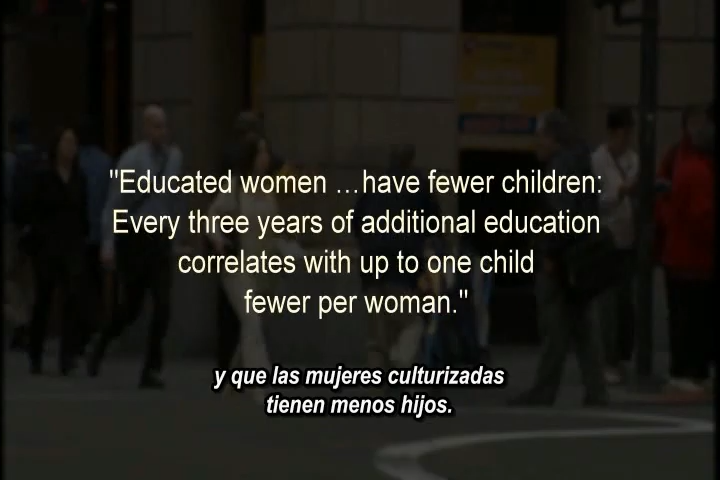 "Educated women …have fewer children:
Every three years of additional education
correlates with up to one child
fewer per woman."
y que las mujeres culturizadas
tienen menos hijos.